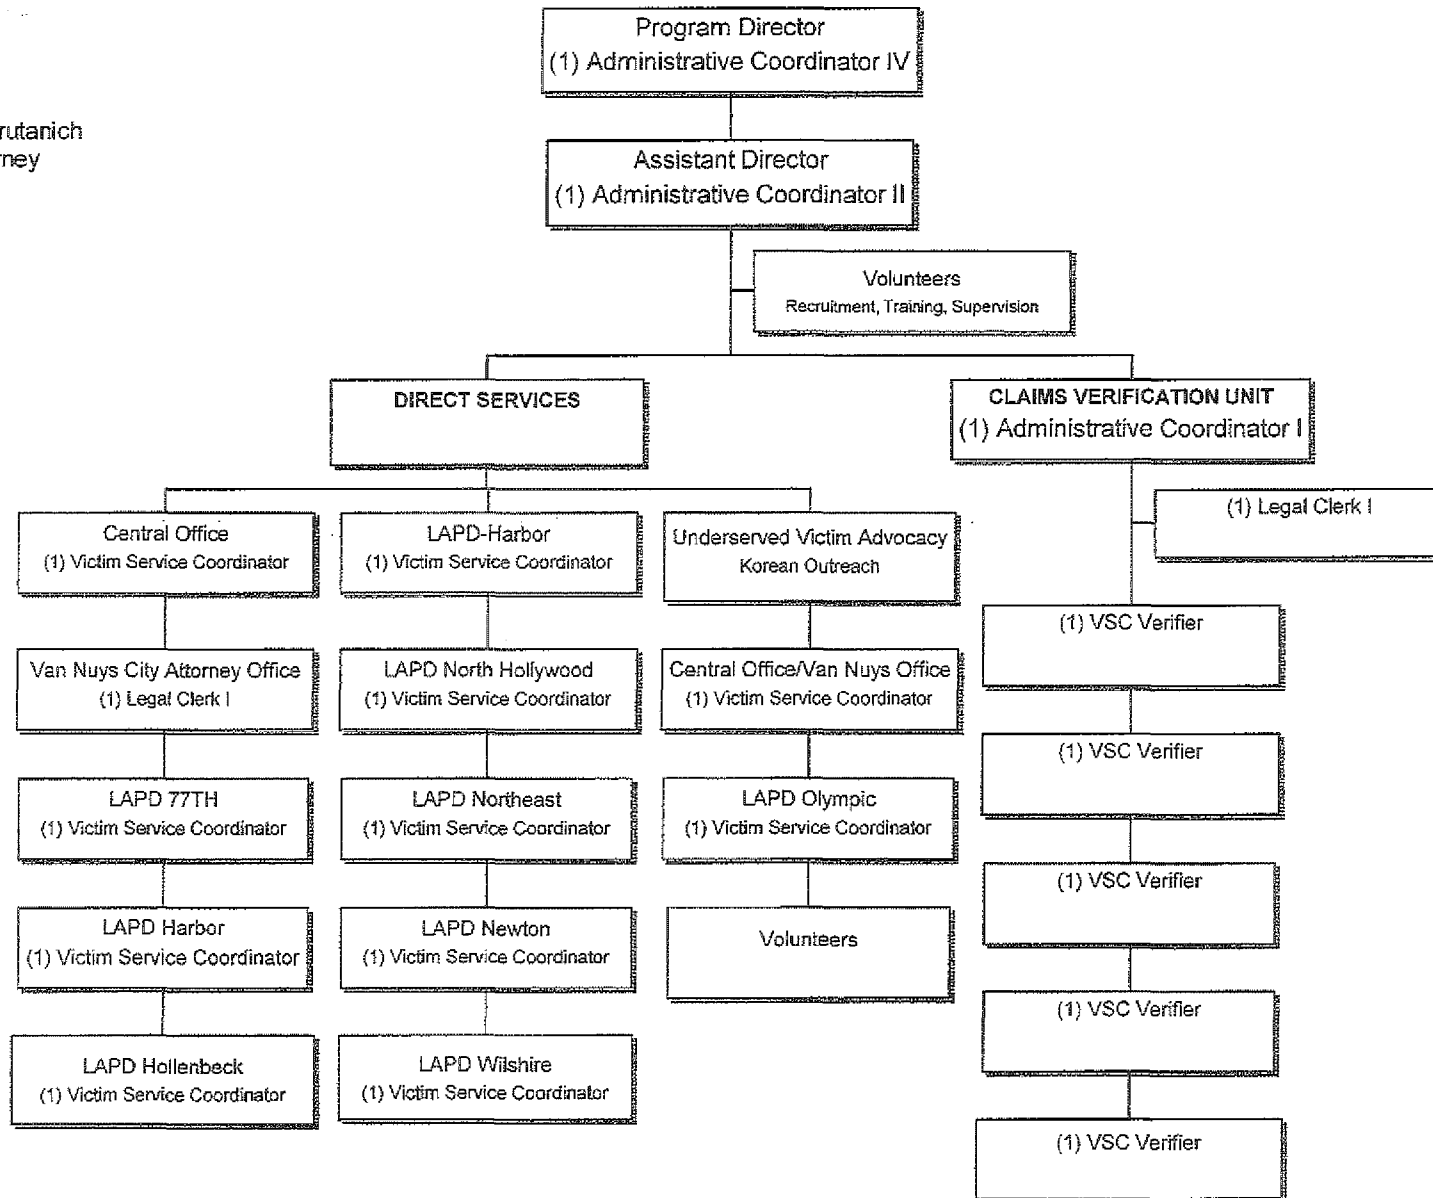 Program Director
(1) Administrative Coordinator IV
rutanich
rney
Assistant Director
(1) Administrative Coordinator II
Volunteers
Recruitment, Training, Supervision
DIRECT SERVICES
CLAIMS VERIFICATION UNIT
(1) Administrative Coordinator I
Central Office
(1) Victim Service Coordinator
Van Nuys City Attorney Office
(1) Legal Clerk I
LAPD 77TH
(1) Victim Service Coordinator
LAPD Harbor
(1) Victim Service Coordinator
LAPD Hollenbeck
(1) Victim Service Coordinator
LAPD-Harbor
(1) Victim Service Coordinator
LAPD North Hollywood
(1) Victim Service Coordinator
LAPD Northeast
(1) Victim Service Coordinator
LAPD Newton
(1) Victim Service Coordinator
LAPD Wilshire
(1) Victim Service Coordinator
Underserved Victim Advocacy
Korean Outreach
Central Office/Van Nuys Office
(1) Victim Service Coordinator
LAPD Olympic
(1) Victim Service Coordinator
Volunteers
(1) Legal Clerk I
(1) VSC Verifier
(1) VSC Verifier
(1) VSC Verifier
(1) VSC Verifier
(1) VSC Verifier